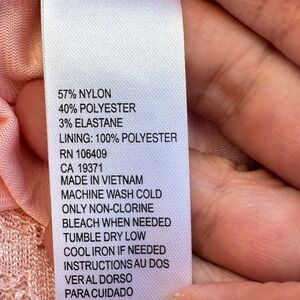 57% NYLON
40% POLYESTER
3% ELASTANE
LINING: 100% POLYESTER
RN 106409
CA 19371
MADE IN VIETNAM
MACHINE WASH COLD
ONLY NON-CLORINE
BLEACH WHEN NEEDED
TUMBLE DRY LOW
COOL IRON IF NEEDED
INSTRUCTIONS AU DOS
VER AL DORSO
PARA CUIDADO